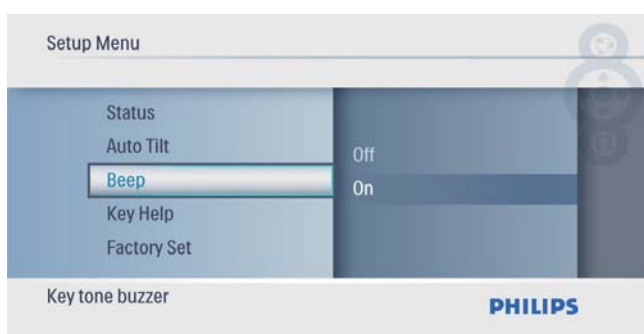 Setup Menu
Status
Auto Tilt
Beep
Key Help
Factory Set
Off
On
Key tone buzzer
PHILIPS